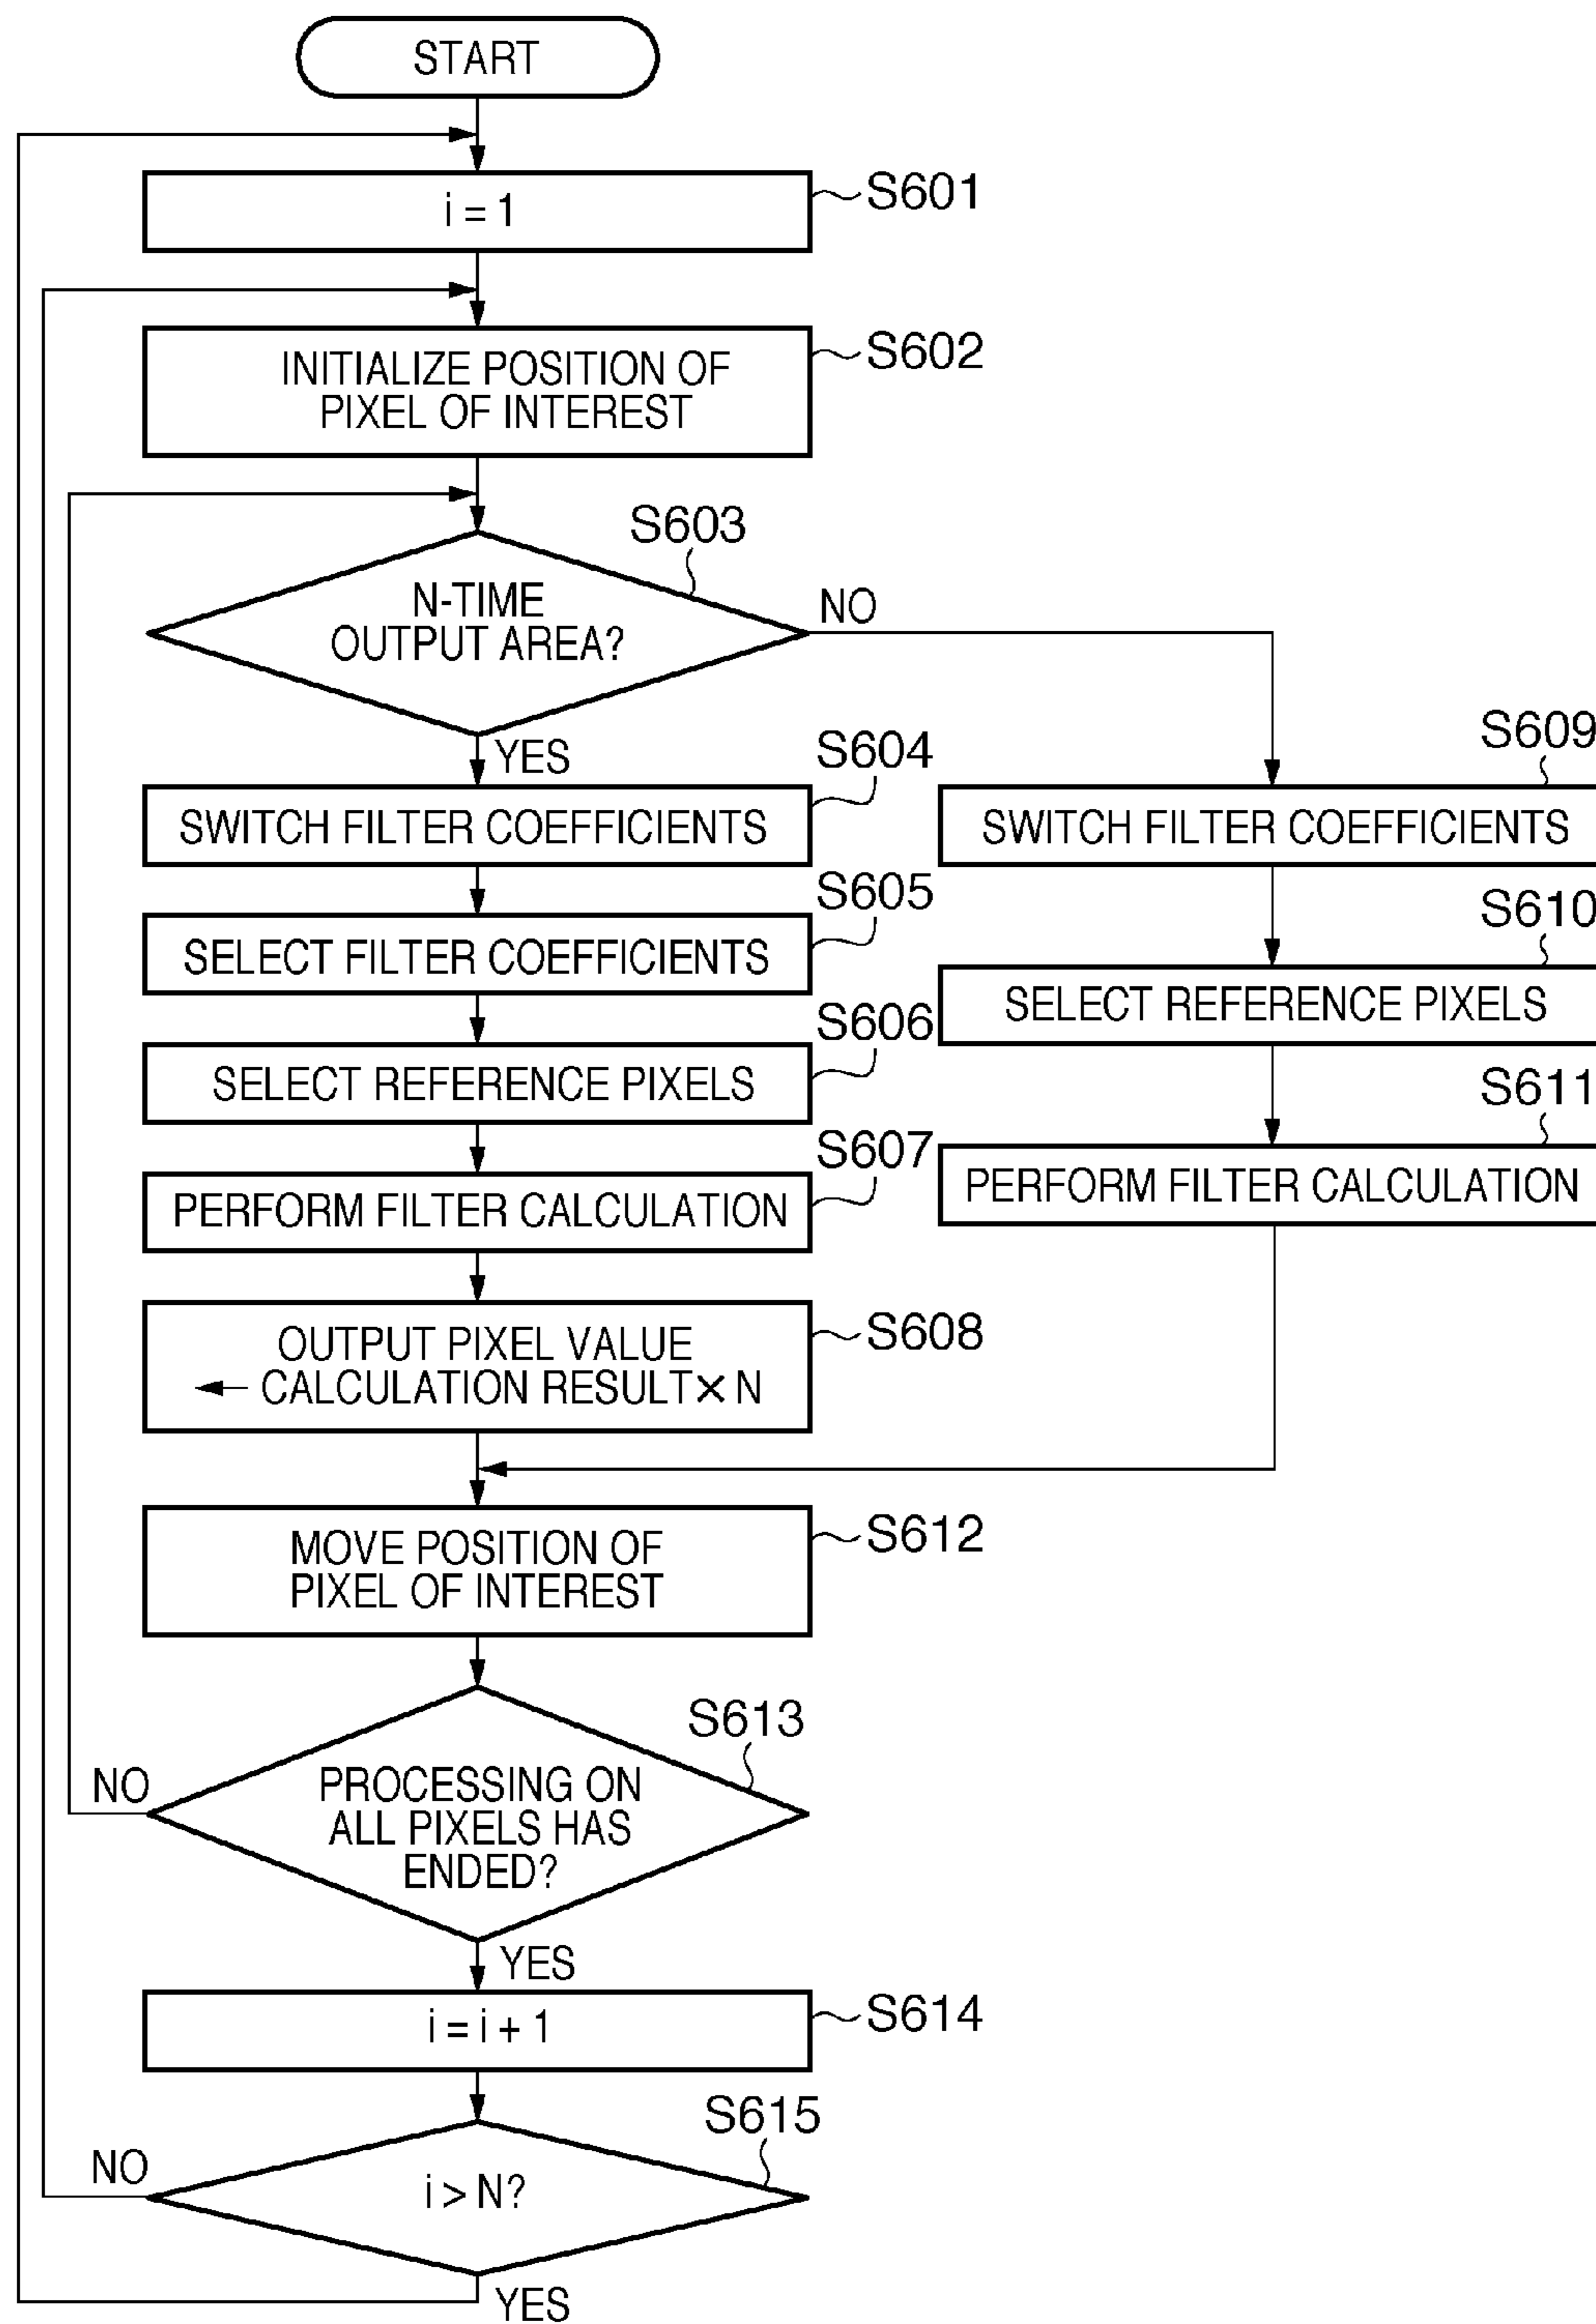 START
i = 1
S601
INITIALIZE POSITION OF
PIXEL OF INTEREST
S602
S603
N-TIME
OUTPUT AREA?
NO
YES
S604
SWITCH FILTER COEFFICIENTS
S605
SELECT FILTER COEFFICIENTS
S606
SELECT REFERENCE PIXELS
S607
PERFORM FILTER CALCULATION
OUTPUT PIXEL VALUE
← CALCULATION RESULT × N
S608
S609
SWITCH FILTER COEFFICIENTS
S610
SELECT REFERENCE PIXELS
S611
PERFORM FILTER CALCULATION
MOVE POSITION OF
PIXEL OF INTEREST
S612
S613
NO
PROCESSING ON
ALL PIXELS HAS
ENDED?
YES
i = i + 1
S614
S615
NO
i > N?
YES